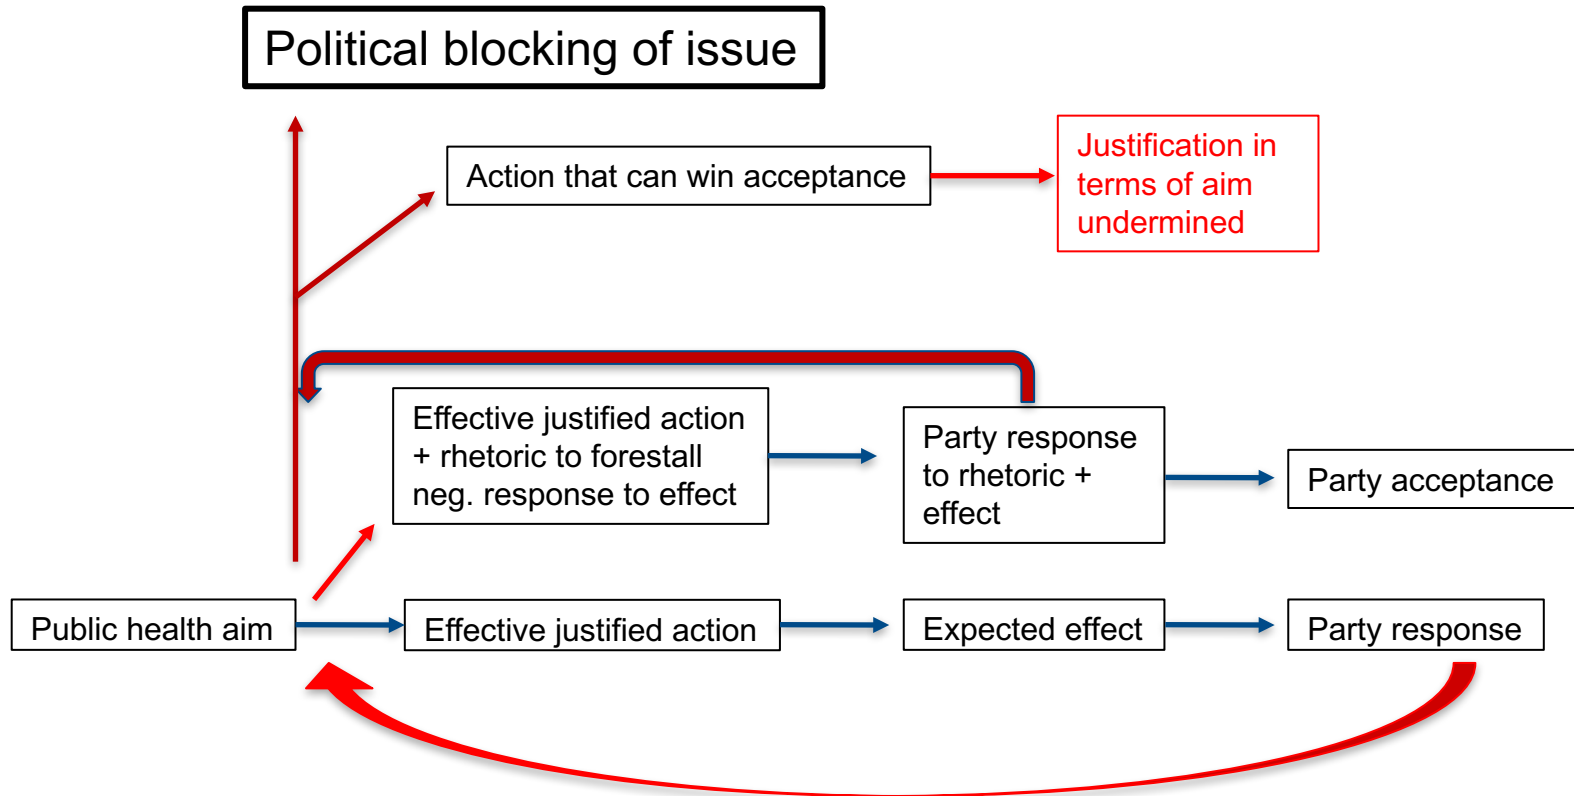 Political blocking of issue
Action that can win acceptance
Justification in
terms of aim
undermined
Effective justified action
+ rhetoric to forestall
neg. response to effect
Party response
to rhetoric +
effect
Party acceptance
Public health aim
Effective justified action
Expected effect
Party response